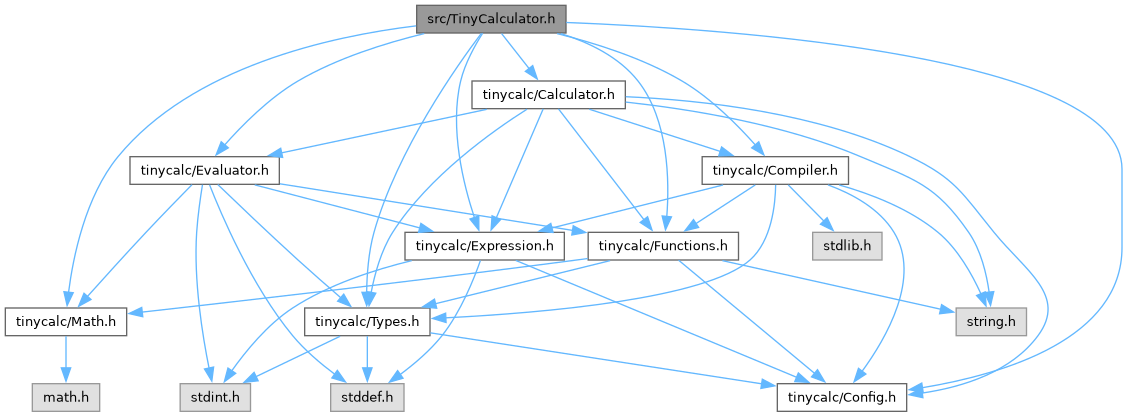 src/TinyCalculator.h
tinycalc/Calculator.h
tinycalc/Evaluator.h
tinycalc/Compiler.h
tinycalc/Expression.h
tinycalc/Functions.h
stdlib.h
tinycalc/Math.h
tinycalc/Types.h
string.h
math.h
stdint.h
stddef.h
tinycalc/Config.h